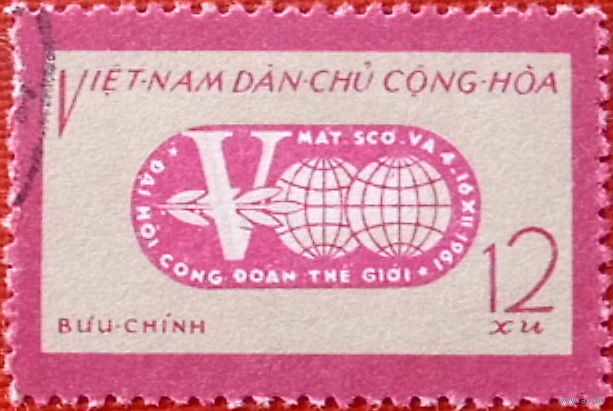 VIỆT·NAM DÂN·CHỦ CỘNG·HÒA
V
MÁT·SCƠ·VA 4-16 XII 1961
ĐẠI HỘI CÔNG ĐOÀN THẾ GIỚI
12
xu
BƯU·CHÍNH